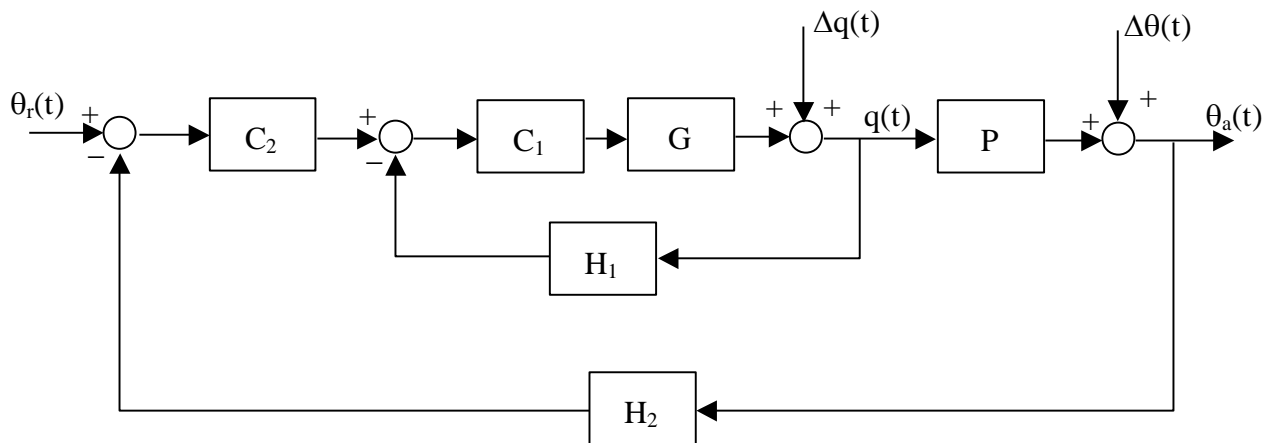 Δq(t)
Δθ(t)
θᵣ(t)
+
−
C₂
+
−
C₁
G
+
+
q(t)
P
+
+
θₐ(t)
H₁
H₂